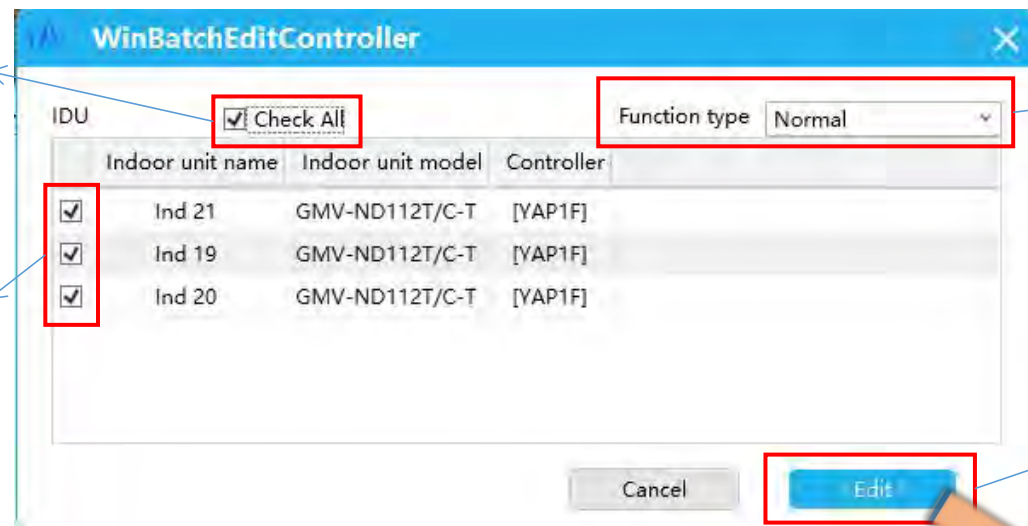 WinBatchEditController
IDU
Check All
Function type Normal
Indoor unit name Indoor unit model Controller
Ind 21 GMV-ND112T/C-T [YAP1F]
Ind 19 GMV-ND112T/C-T [YAP1F]
Ind 20 GMV-ND112T/C-T [YAP1F]
Cancel
Edit